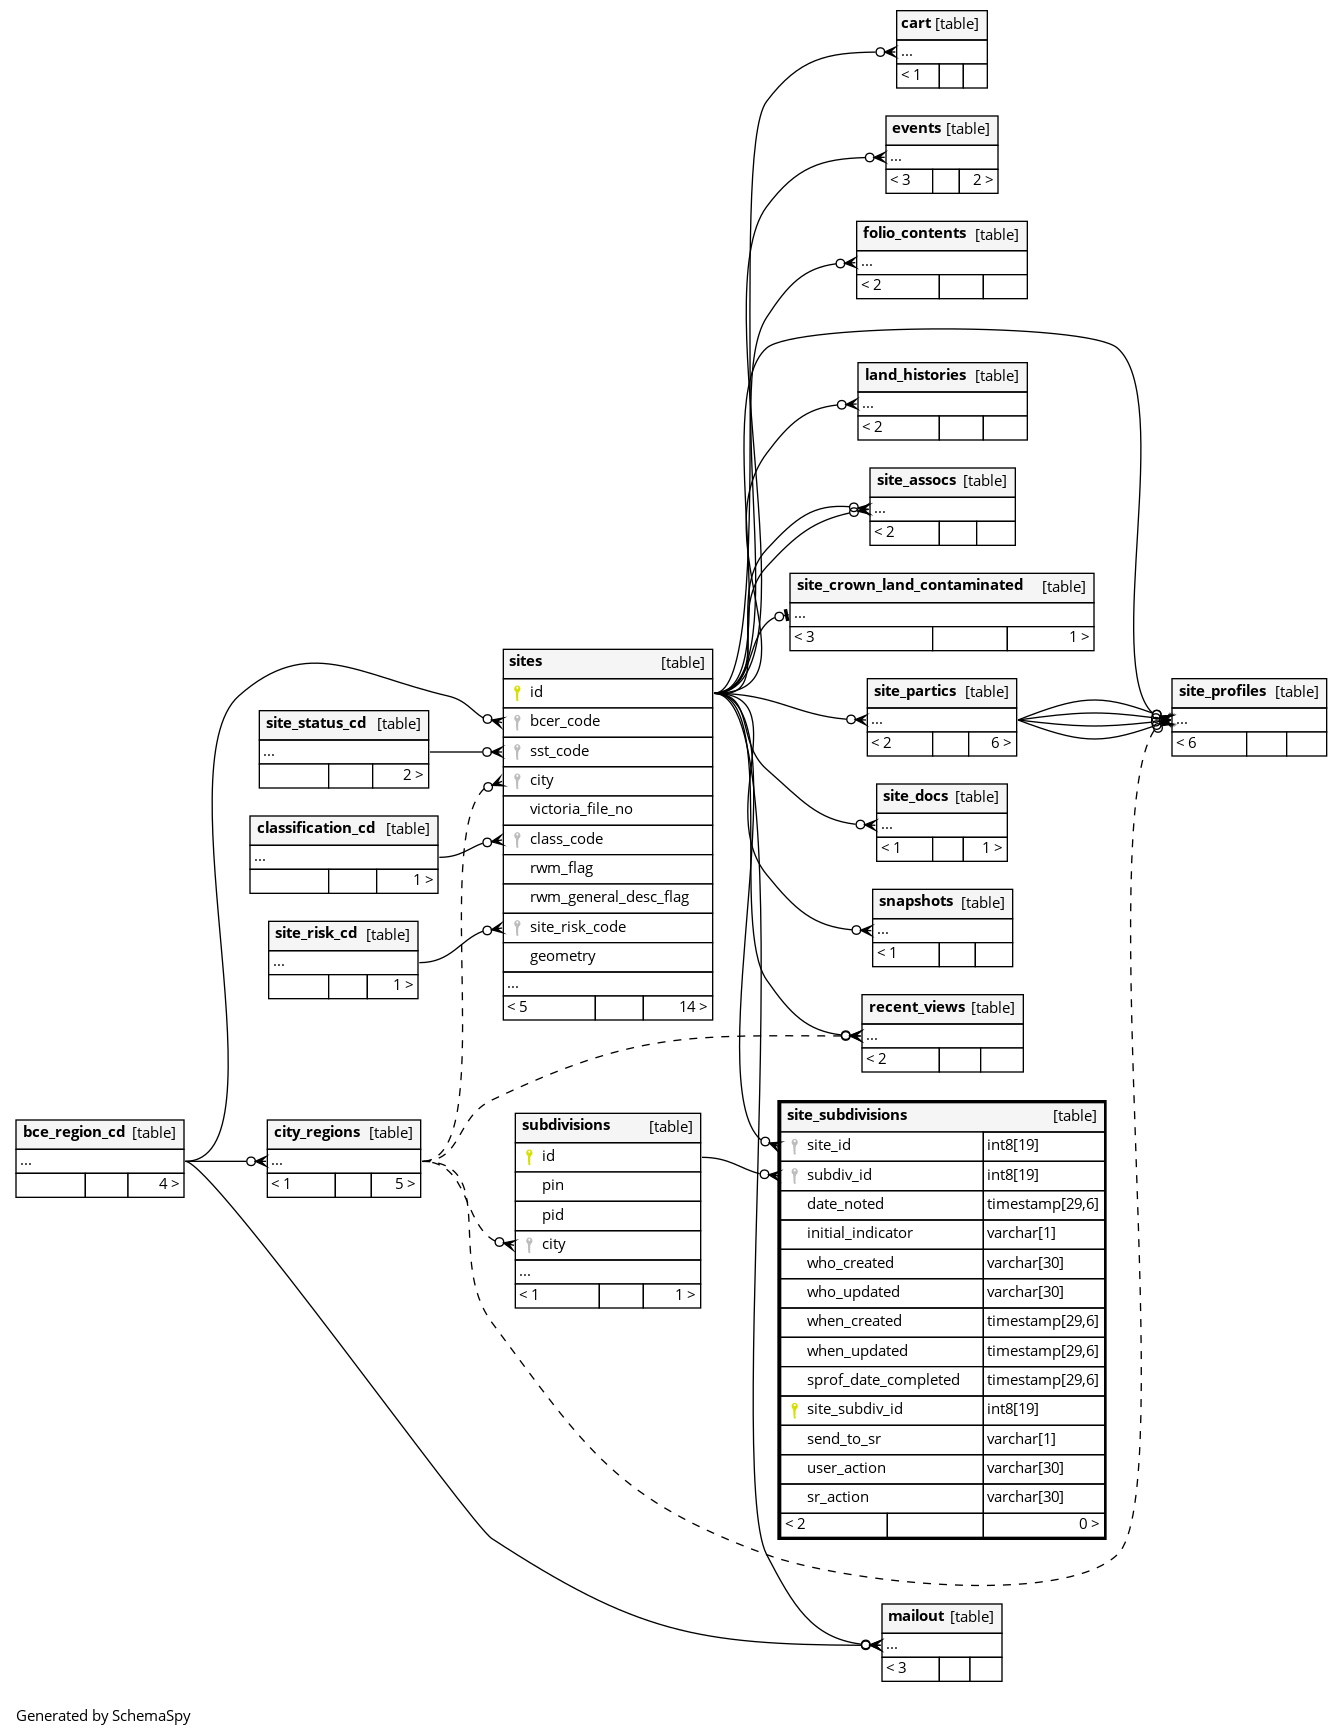 cart [table]
...
< 1
events [table]
...
< 3 2 >
folio_contents [table]
...
< 2
land_histories [table]
...
< 2
site_assocs [table]
...
< 2
site_crown_land_contaminated [table]
...
< 3 1 >
sites [table]
id
bcer_code
sst_code
city
victoria_file_no
class_code
rwm_flag
rwm_general_desc_flag
site_risk_code
geometry
...
< 5 14 >
site_partics [table]
...
< 2 6 >
site_profiles [table]
...
< 6
site_status_cd [table]
...
2 >
classification_cd [table]
...
1 >
site_risk_cd [table]
...
1 >
site_docs [table]
...
< 1 1 >
snapshots [table]
...
< 1
recent_views [table]
...
< 2
bce_region_cd [table]
...
4 >
city_regions [table]
...
< 1 5 >
subdivisions [table]
id
pin
pid
city
...
< 1 1 >
site_subdivisions [table]
site_id int8[19]
subdiv_id int8[19]
date_noted timestamp[29,6]
initial_indicator varchar[1]
who_created varchar[30]
who_updated varchar[30]
when_created timestamp[29,6]
when_updated timestamp[29,6]
sprof_date_completed timestamp[29,6]
site_subdiv_id int8[19]
send_to_sr varchar[1]
user_action varchar[30]
sr_action varchar[30]
< 2 0 >
mailout [table]
...
< 3
Generated by SchemaSpy